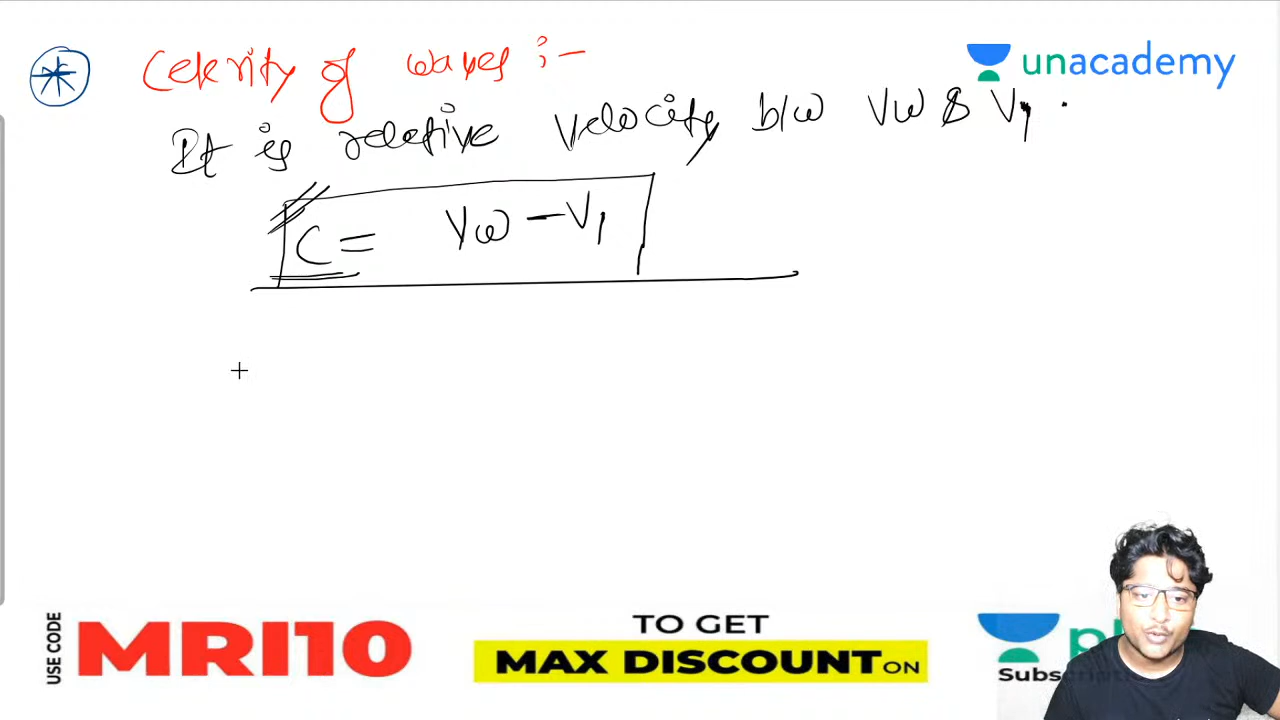 Celerity of waves :-
unacademy
It is relative velocity b/w Vw & V1 .
C = Vw - V1
USE CODE
MRI10
TO GET
MAX DISCOUNT ON